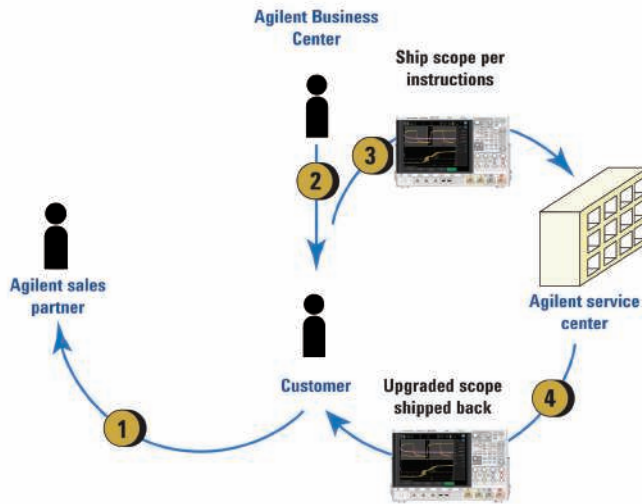 Agilent Business
Center
Ship scope per
instructions
3
2
Agilent sales
partner
Agilent service
center
Customer
Upgraded scope
shipped back
4
1